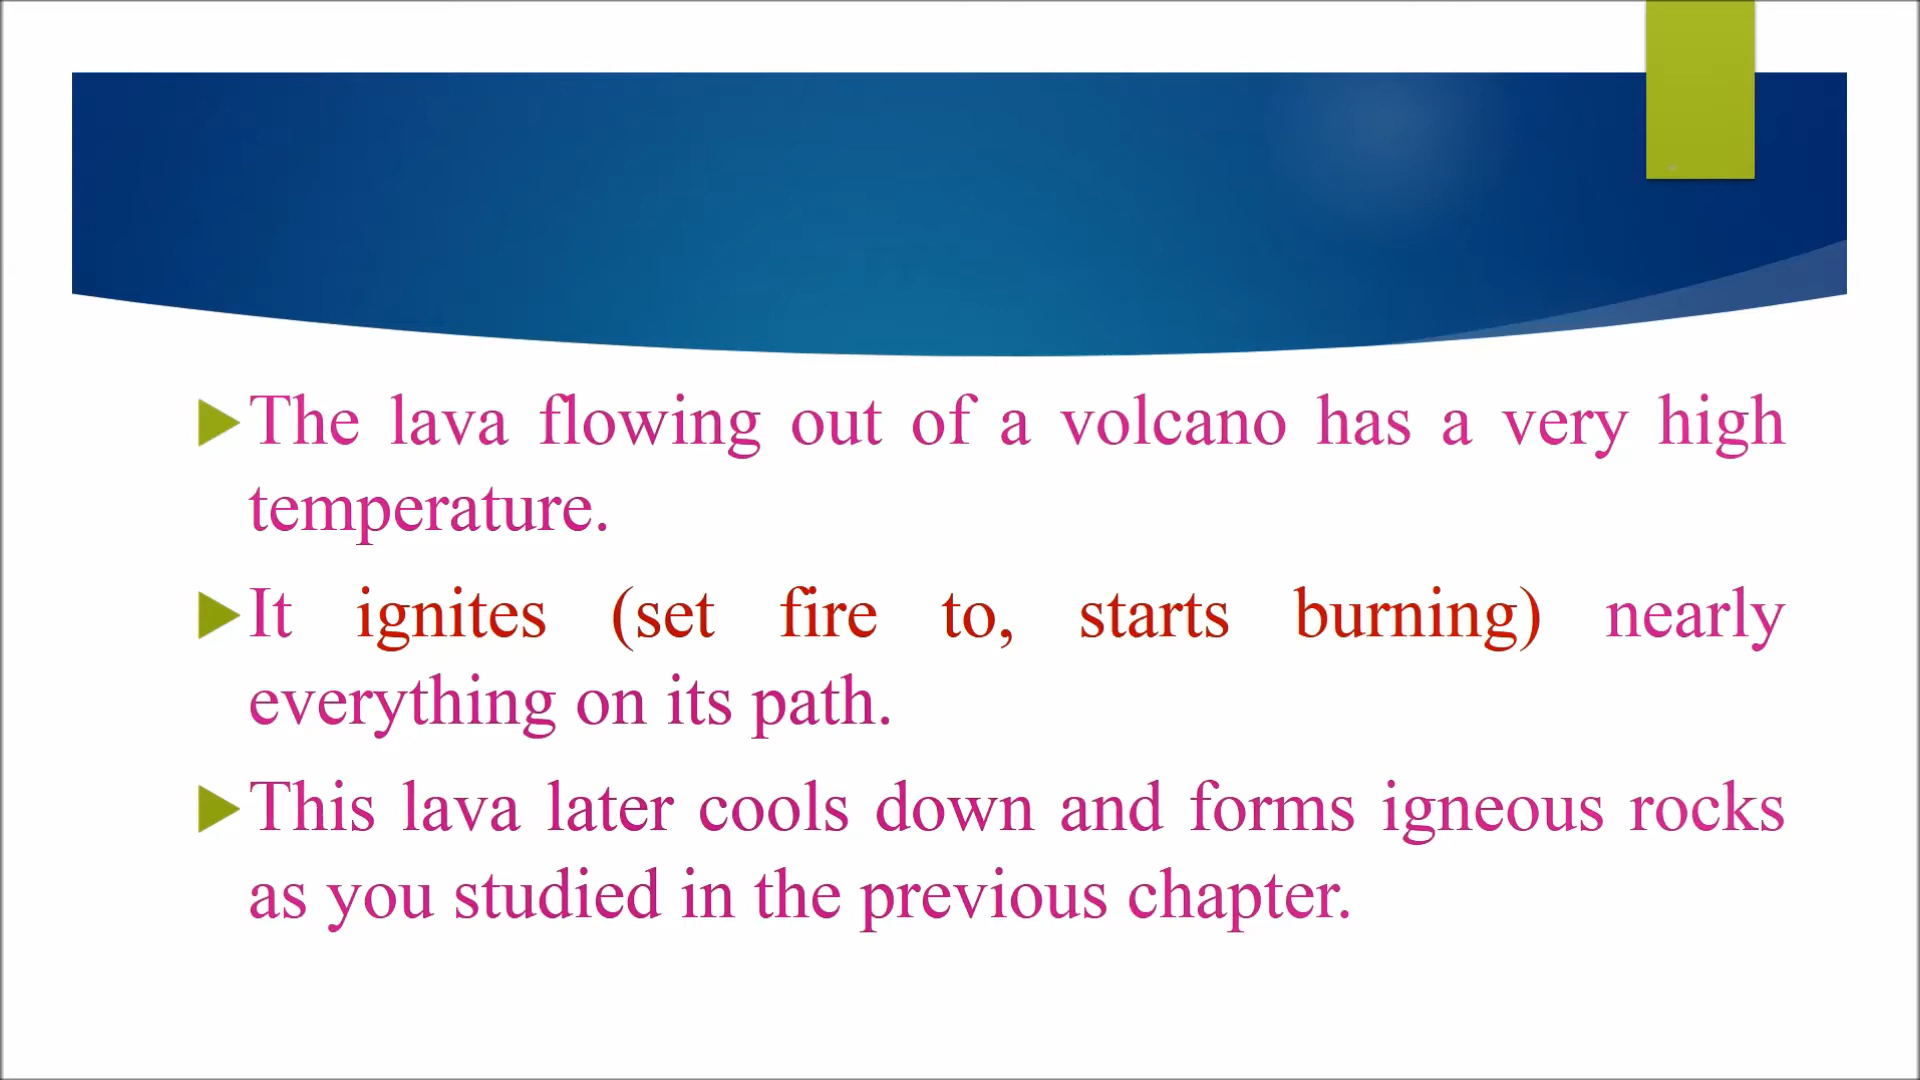 The lava flowing out of a volcano has a very high
temperature.
It ignites (set fire to, starts burning) nearly
everything on its path.
This lava later cools down and forms igneous rocks
as you studied in the previous chapter.